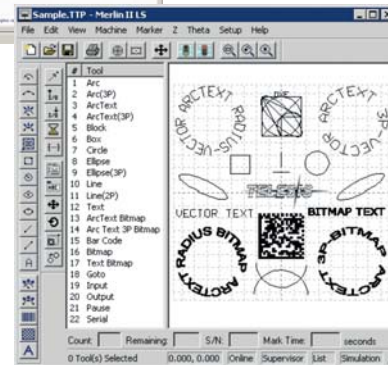 Sample.TTP - Merlin II LS
File Edit View Machine Marker Z Theta Setup Help
# Tool
1 Arc
2 Arc(3P)
3 ArcText
4 ArcText(3P)
5 Block
6 Box
7 Circle
8 Ellipse
9 Ellipse(3P)
10 Line
11 Line(2P)
12 Text
13 ArcText Bitmap
14 Arc Text 3P Bitmap
15 Bar Code
16 Bitmap
17 Text Bitmap
18 Goto
19 Input
20 Output
21 Pause
22 Serial
VECTOR ARCTEXT RADIUS-
ARCTEXT 3P-VECTOR
TELESIS
VECTOR TEXT
BITMAP TEXT
RADIUS BITMAP ARCTEXT
3P-BITMAP ARCTEXT
Count: Remaining: S/N: Mark Time: seconds
0 Tool(s) Selected 0.000, 0.000 Online Supervisor List Simulation